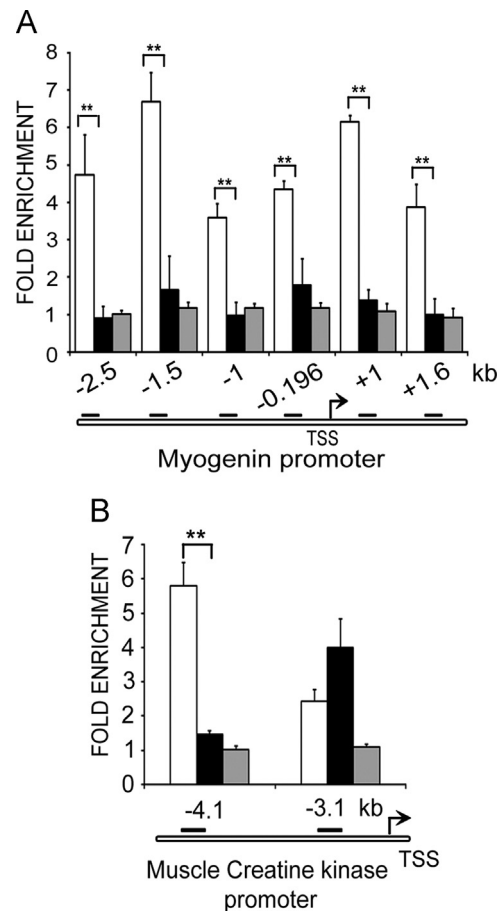 A
FOLD ENRICHMENT
8
7
6
5
4
3
2
1
0
** ** ** ** ** **
-2.5 -1.5 -1 -0.196 +1 +1.6 kb
TSS
Myogenin promoter
B
FOLD ENRICHMENT
7
6
5
4
3
2
1
0
**
-4.1 -3.1 kb
TSS
Muscle Creatine kinase
promoter